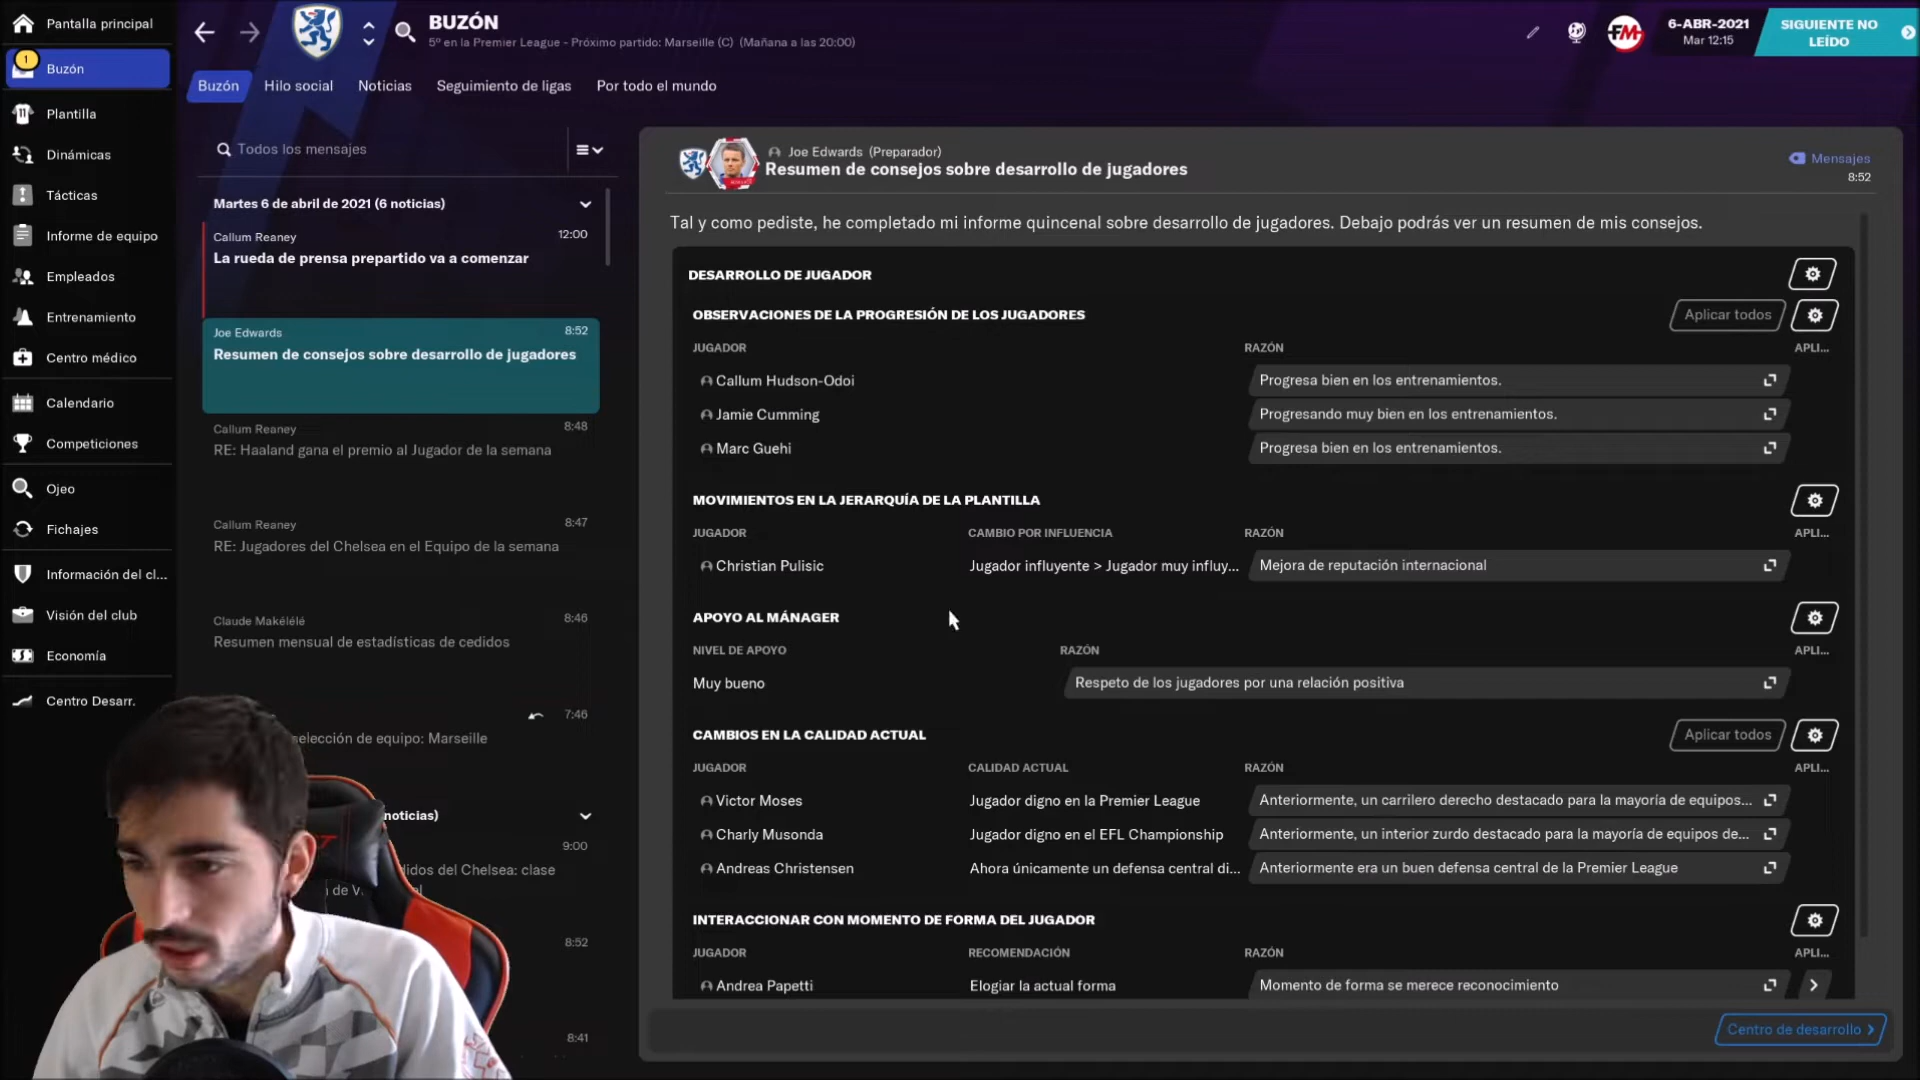 Pantalla principal
1
Buzón
Plantilla
Dinámicas
Tácticas
Informe de equipo
Empleados
Entrenamiento
Centro médico
Calendario
Competiciones
Ojeo
Fichajes
Información del cl...
Visión del club
Economía
Centro Desarr.
BUZÓN
5º en la Premier League - Próximo partido: Marseille (C) (Mañana a las 20:00)
FM
6-ABR-2021
Mar 12:15
SIGUIENTE NO
LEÍDO
Buzón Hilo social Noticias Seguimiento de ligas Por todo el mundo
Todos los mensajes
Martes 6 de abril de 2021 (6 noticias)
Callum Reaney 12:00
La rueda de prensa prepartido va a comenzar
Joe Edwards 8:52
Resumen de consejos sobre desarrollo de jugadores
Callum Reaney 8:48
RE: Haaland gana el premio al Jugador de la semana
Callum Reaney 8:47
RE: Jugadores del Chelsea en el Equipo de la semana
Claude Makélélé 8:46
Resumen mensual de estadísticas de cedidos
7:46
selección de equipo: Marseille
noticias)
9:00
didos del Chelsea: clase
de V
8:52
8:41
Joe Edwards (Preparador)
Resumen de consejos sobre desarrollo de jugadores
Mensajes
8:52
Tal y como pediste, he completado mi informe quincenal sobre desarrollo de jugadores. Debajo podrás ver un resumen de mis consejos.
DESARROLLO DE JUGADOR
OBSERVACIONES DE LA PROGRESIÓN DE LOS JUGADORES Aplicar todos
JUGADOR RAZÓN APLI...
Callum Hudson-Odoi Progresa bien en los entrenamientos.
Jamie Cumming Progresando muy bien en los entrenamientos.
Marc Guehi Progresa bien en los entrenamientos.
MOVIMIENTOS EN LA JERARQUÍA DE LA PLANTILLA
JUGADOR CAMBIO POR INFLUENCIA RAZÓN APLI...
Christian Pulisic Jugador influyente > Jugador muy influy... Mejora de reputación internacional
APOYO AL MÁNAGER
NIVEL DE APOYO RAZÓN APLI...
Muy bueno Respeto de los jugadores por una relación positiva
CAMBIOS EN LA CALIDAD ACTUAL Aplicar todos
JUGADOR CALIDAD ACTUAL RAZÓN APLI...
Victor Moses Jugador digno en la Premier League Anteriormente, un carrilero derecho destacado para la mayoría de equipos...
Charly Musonda Jugador digno en el EFL Championship Anteriormente, un interior zurdo destacado para la mayoría de equipos de...
Andreas Christensen Ahora únicamente un defensa central di... Anteriormente era un buen defensa central de la Premier League
INTERACCIONAR CON MOMENTO DE FORMA DEL JUGADOR
JUGADOR RECOMENDACIÓN RAZÓN APLI...
Andrea Papetti Elogiar la actual forma Momento de forma se merece reconocimiento
Centro de desarrollo